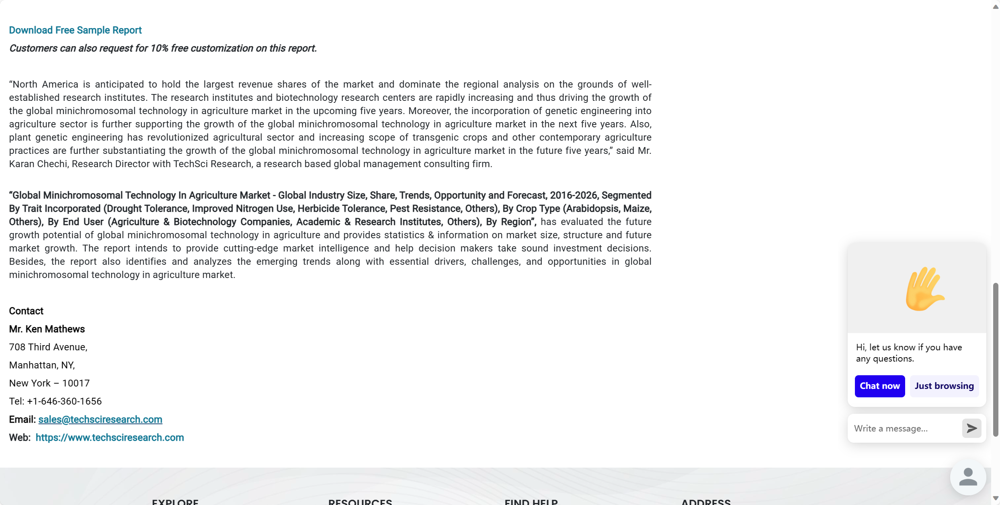 Download Free Sample Report
Customers can also request for 10% free customization on this report.
“North America is anticipated to hold the largest revenue shares of the market and dominate the regional analysis on the grounds of well-
established research institutes. The research institutes and biotechnology research centers are rapidly increasing and thus driving the growth of
the global minichromosomal technology in agriculture market in the upcoming five years. Moreover, the incorporation of genetic engineering into
agriculture sector is further supporting the growth of the global minichromosomal technology in agriculture market in the next five years. Also,
plant genetic engineering has revolutionized agricultural sector and increasing scope of transgenic crops and other contemporary agriculture
practices are further substantiating the growth of the global minichromosomal technology in agriculture market in the future five years,” said Mr.
Karan Chechi, Research Director with TechSci Research, a research based global management consulting firm.
“Global Minichromosomal Technology In Agriculture Market - Global Industry Size, Share, Trends, Opportunity and Forecast, 2016-2026, Segmented
By Trait Incorporated (Drought Tolerance, Improved Nitrogen Use, Herbicide Tolerance, Pest Resistance, Others), By Crop Type (Arabidopsis, Maize,
Others), By End User (Agriculture & Biotechnology Companies, Academic & Research Institutes, Others), By Region”, has evaluated the future
growth potential of global minichromosomal technology in agriculture and provides statistics & information on market size, structure and future
market growth. The report intends to provide cutting-edge market intelligence and help decision makers take sound investment decisions.
Besides, the report also identifies and analyzes the emerging trends along with essential drivers, challenges, and opportunities in global
minichromosomal technology in agriculture market.
Contact
Mr. Ken Mathews
708 Third Avenue,
Manhattan, NY,
New York – 10017
Tel: +1-646-360-1656
Email: sales@techsciresearch.com
Web: https://www.techsciresearch.com
Hi, let us know if you have
any questions.
Chat now
Just browsing
Write a message...
EXPLORE
RESOURCES
FIND HELP
ADDRESS